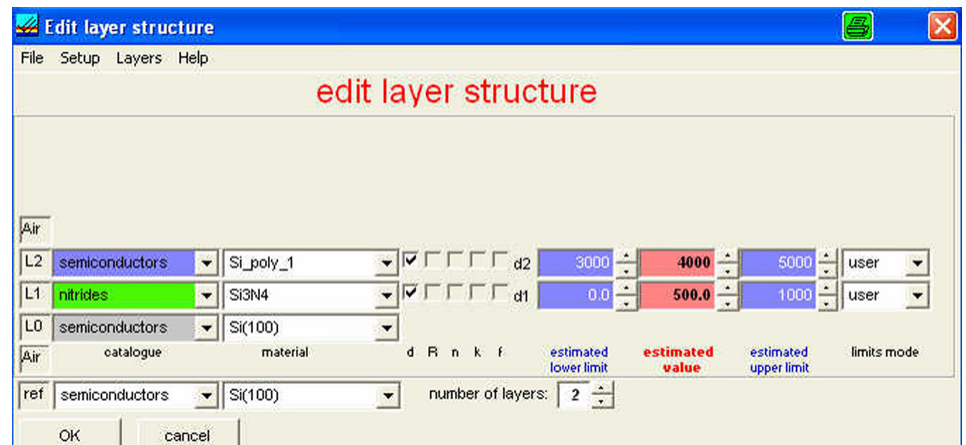 Edit layer structure
File Setup Layers Help
edit layer structure
Air
L2 semiconductors Si_poly_1 d2 3000 4000 5000 user
L1 nitrides Si3N4 d1 0.0 500.0 1000 user
L0 semiconductors Si(100)
Air catalogue material d R n k f estimated lower limit estimated value estimated upper limit limits mode
ref semiconductors Si(100) number of layers: 2
OK cancel